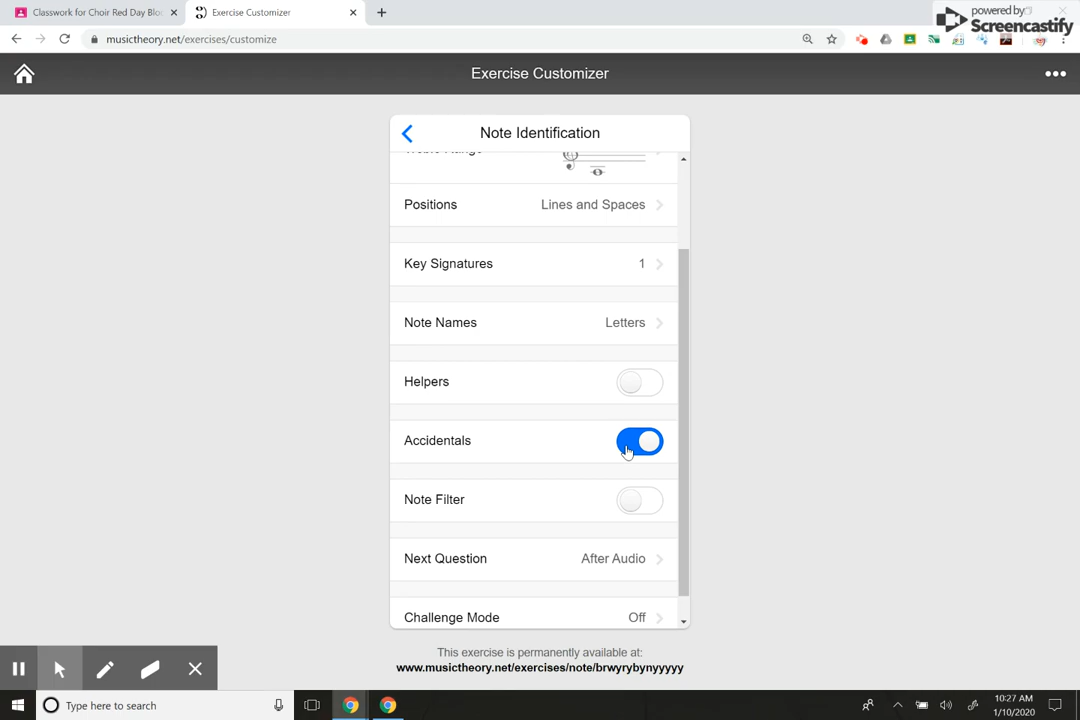 Classwork for Choir Red Day Blo
Exercise Customizer
powered by
Screencastify
musictheory.net/exercises/customize
Exercise Customizer
Note Identification
Treble Range
Positions Lines and Spaces
Key Signatures 1
Note Names Letters
Helpers
Accidentals
Note Filter
Next Question After Audio
Challenge Mode Off
This exercise is permanently available at:
www.musictheory.net/exercises/note/brwyrybynyyyyy
Type here to search
10:27 AM
1/10/2020